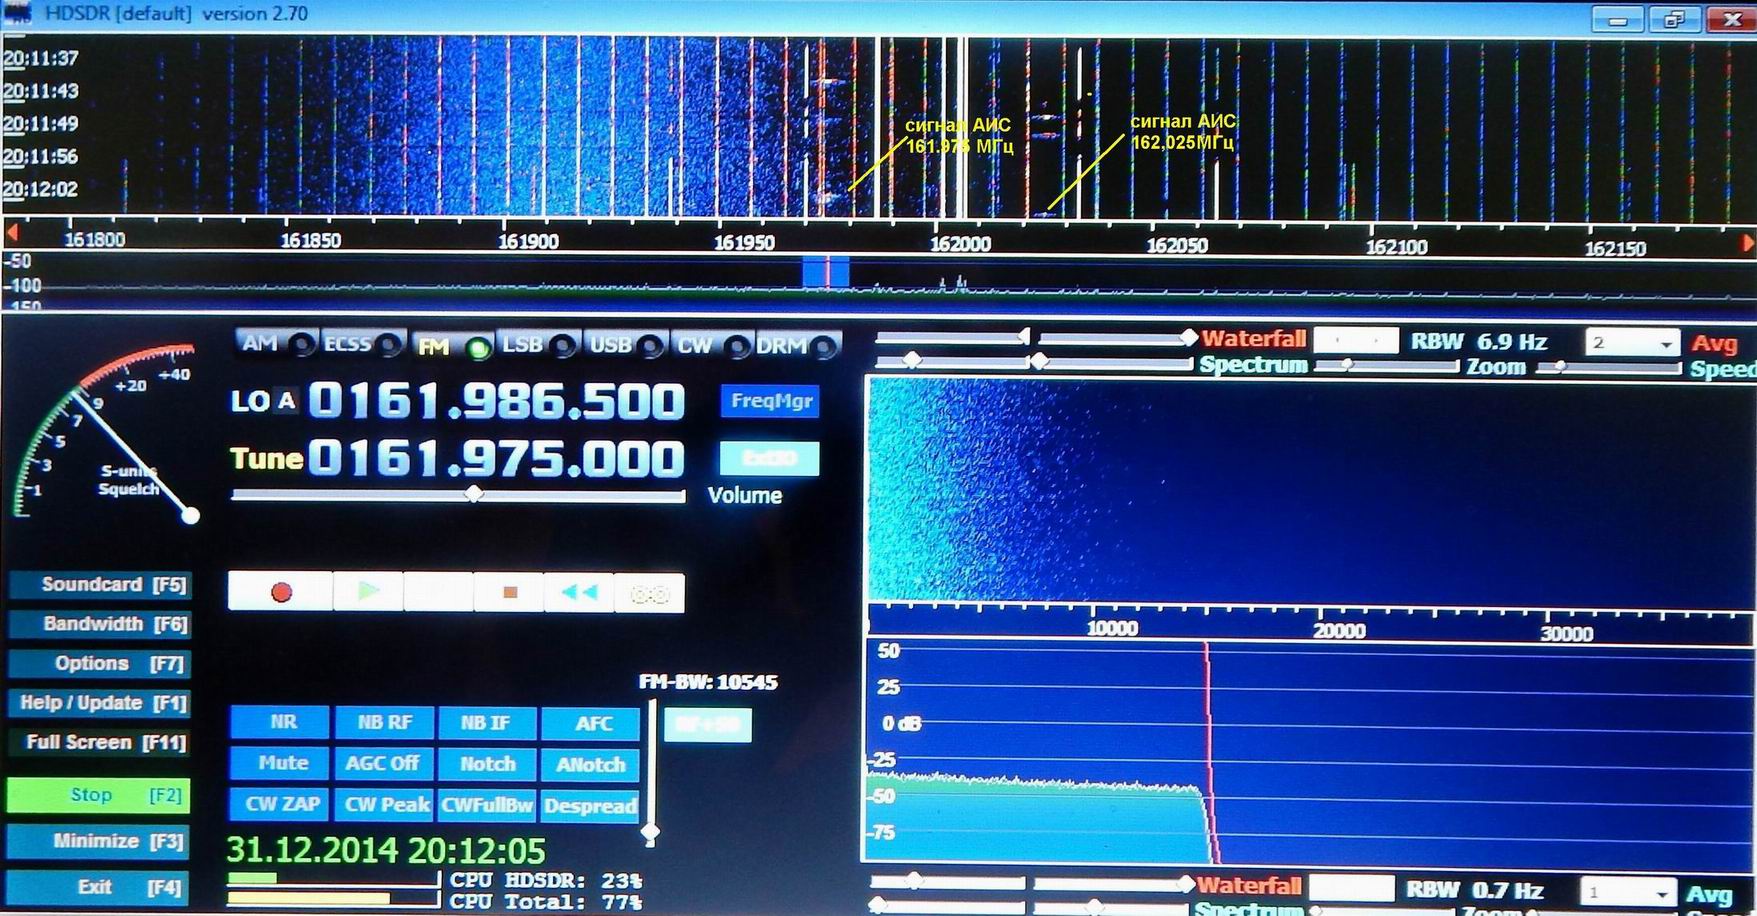 HDSDR [default] version 2.70
20:11:37
20:11:43
20:11:49
20:11:56
20:12:02
сигнал АИС
161.975 МГц
сигнал АИС
162,025МГц
161800 161850 161900 161950 162000 162050 162100 162150
-50
-100
-150
AM ECSS FM LSB USB CW DRM
Waterfall RBW 6.9 Hz 2 Avg
Spectrum Zoom Speed
+20 +40
9
7
5
3
1
S-units
Squelch
LO A 0161.986.500 FreqMgr
Tune 0161.975.000 ExtIO
Volume
Soundcard [F5]
Bandwidth [F6]
Options [F7]
Help / Update [F1]
Full Screen [F11]
Stop [F2]
Minimize [F3]
Exit [F4]
FM-BW: 10545
NR NB RF NB IF AFC
Mute AGC Off Notch ANotch
CW ZAP CW Peak CWFullBw Despread
31.12.2014 20:12:05
CPU HDSDR: 23%
CPU Total: 77%
10000 20000 30000
50
25
0 dB
-25
-50
-75
Waterfall RBW 0.7 Hz 1 Avg
Spectrum Zoom